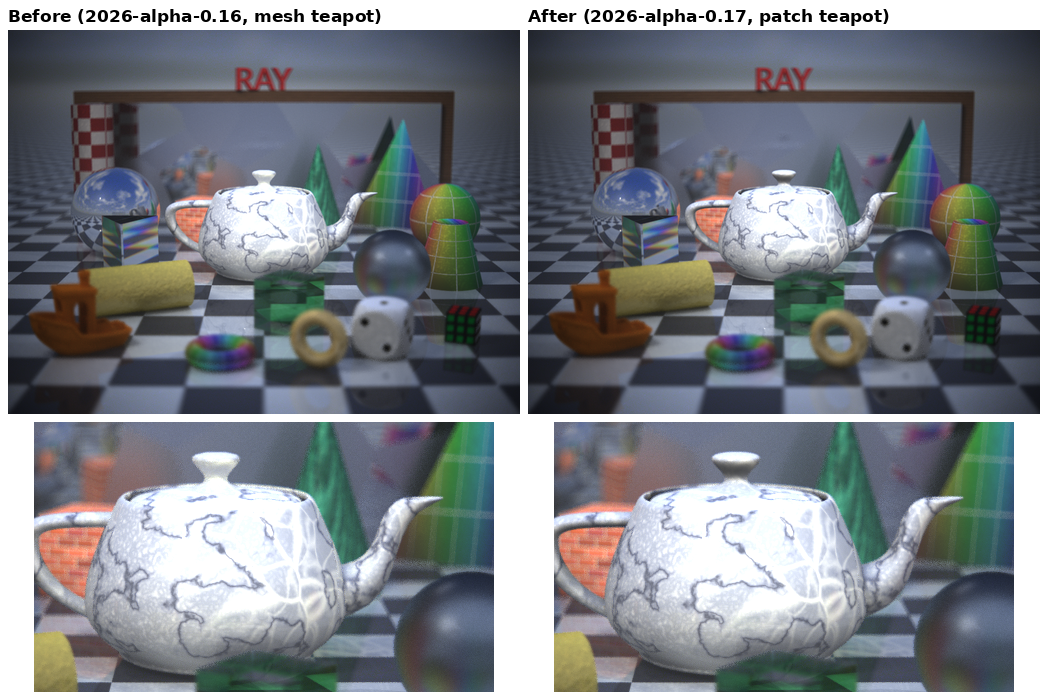 Before (2026-alpha-0.16, mesh teapot)
After (2026-alpha-0.17, patch teapot)
RAY
RAY